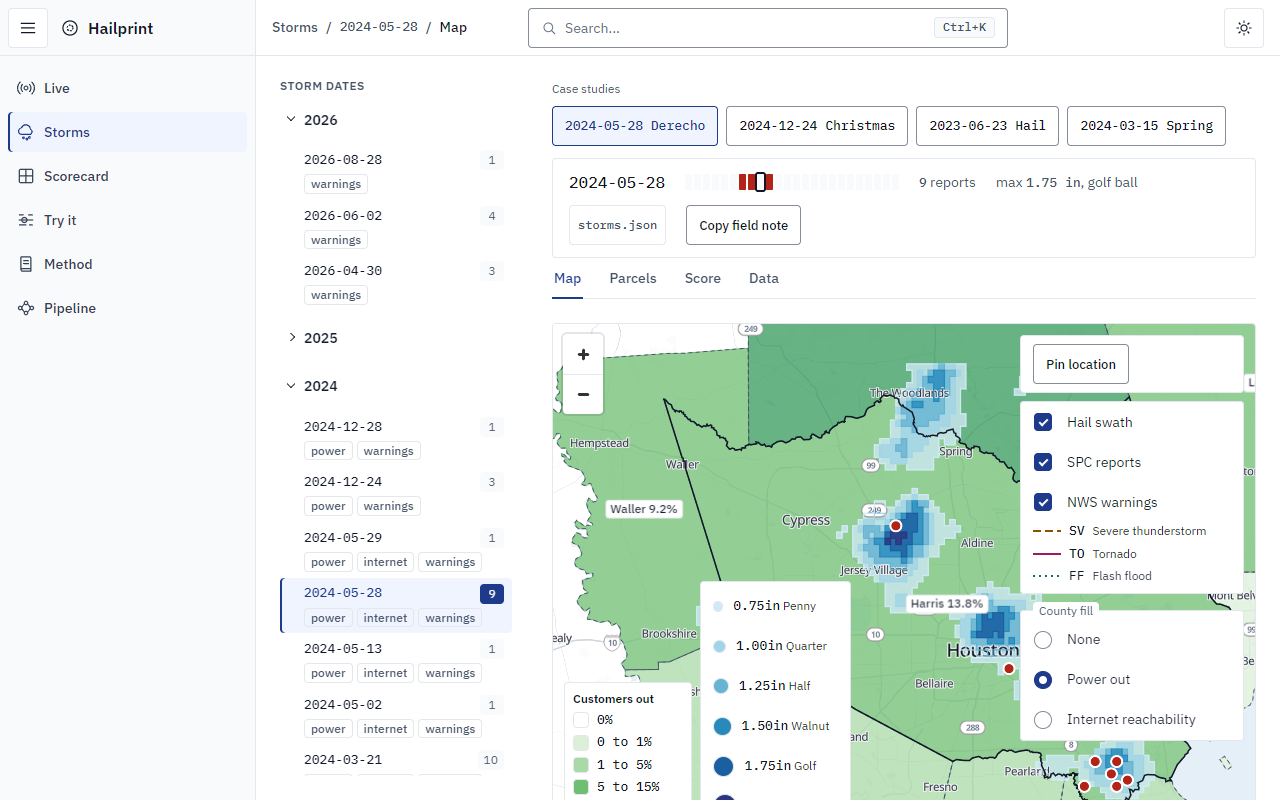 Hailprint
Storms / 2024-05-28 / Map
Search...
Ctrl+K
Live
Storms
Scorecard
Try it
Method
Pipeline
STORM DATES
2026
2026-08-28 1
warnings
2026-06-02 4
warnings
2026-04-30 3
warnings
2025
2024
2024-12-28 1
power warnings
2024-12-24 3
power warnings
2024-05-29 1
power internet warnings
2024-05-28 9
power internet warnings
2024-05-13 1
power internet warnings
2024-05-02 1
power internet warnings
2024-03-21 10
Case studies
2024-05-28 Derecho
2024-12-24 Christmas
2023-06-23 Hail
2024-03-15 Spring
2024-05-28
9 reports
max 1.75 in, golf ball
storms.json
Copy field note
Map
Parcels
Score
Data
+
−
249
The Woodlands
Hempstead
Waller
99
Spring
Waller 9.2%
Cypress
249
Aldine
Jersey Village
Harris 13.8%
Brookshire
10
10
Houston
Bellaire
288
8
Pearland
Fresno
Mont Belv
99
Pin location
Hail swath
SPC reports
NWS warnings
SV Severe thunderstorm
TO Tornado
FF Flash flood
County fill
None
Power out
Internet reachability
0.75in Penny
1.00in Quarter
1.25in Half
1.50in Walnut
1.75in Golf
Customers out
0%
0 to 1%
1 to 5%
5 to 15%